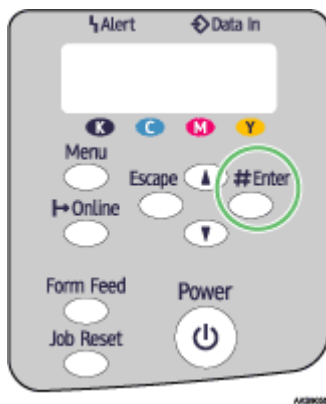 Alert Data In
K C M Y
Menu
Escape #Enter
Online
Form Feed Power
Job Reset